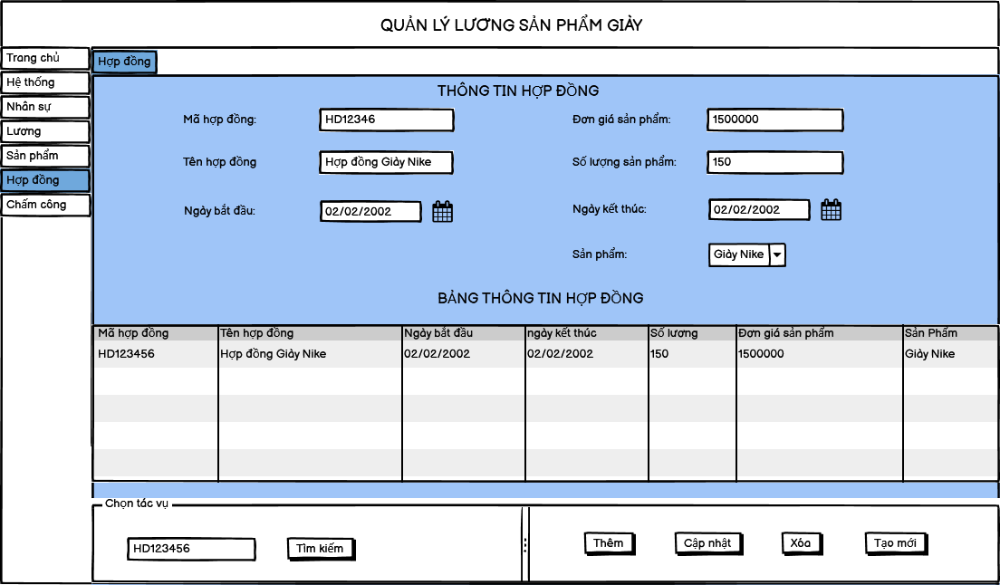 QUẢN LÝ LƯƠNG SẢN PHẨM GIÀY
Trang chủ
Hệ thống
Nhân sự
Lương
Sản phẩm
Hợp đồng
Chấm công
Hợp đồng
THÔNG TIN HỢP ĐỒNG
Mã hợp đồng: HD12346 Đơn giá sản phẩm: 1500000
Tên hợp đồng Hợp đồng Giày Nike Số lượng sản phẩm: 150
Ngày bắt đầu: 02/02/2002 Ngày kết thúc: 02/02/2002
Sản phẩm: Giày Nike
BẢNG THÔNG TIN HỢP ĐỒNG
Mã hợp đồng Tên hợp đồng Ngày bắt đầu ngày kết thúc Số lượng Đơn giá sản phẩm Sản Phẩm
HD123456 Hợp đồng Giày Nike 02/02/2002 02/02/2002 150 1500000 Giày Nike
Chọn tác vụ
HD123456 Tìm kiếm Thêm Cập nhật Xóa Tạo mới